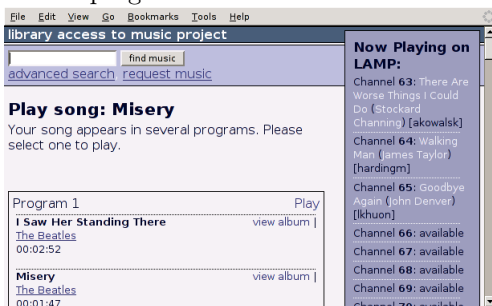 File Edit View Go Bookmarks Tools Help
library access to music project
find music
advanced search, request music
Play song: Misery
Your song appears in several programs. Please
select one to play.
Program 1 Play
I Saw Her Standing There view album |
The Beatles
00:02:52
Misery view album |
The Beatles
00:01:47
Now Playing on
LAMP:
Channel 63: There Are
Worse Things I Could
Do (Stockard
Channing) [akowalsk]
Channel 64: Walking
Man (James Taylor)
[hardingm]
Channel 65: Goodbye
Again (John Denver)
[lkhuon]
Channel 66: available
Channel 67: available
Channel 68: available
Channel 69: available
Channel 70: available